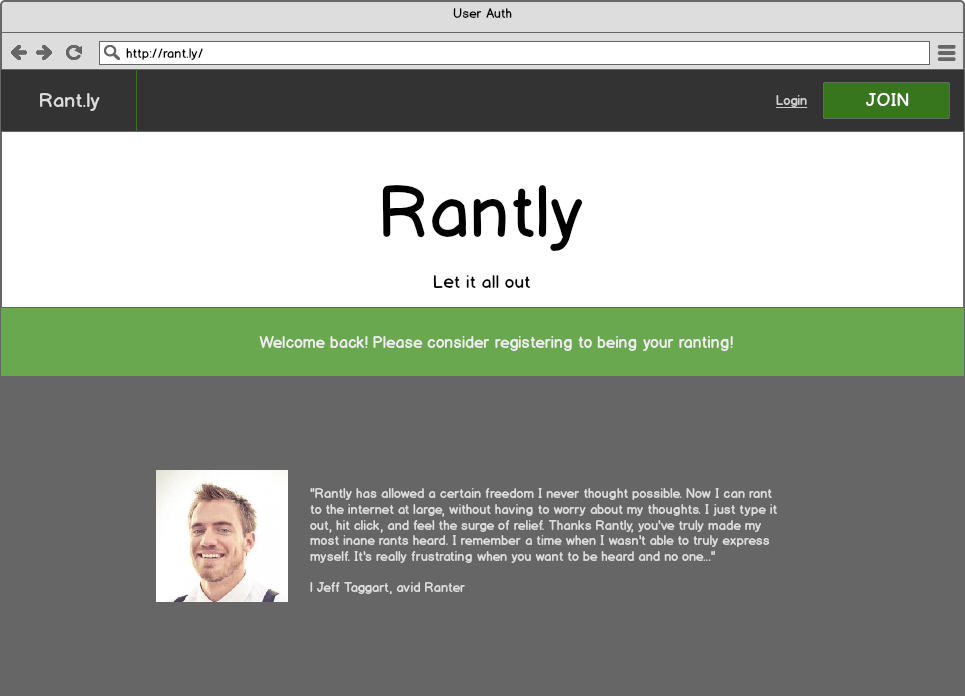 User Auth
http://rant.ly/
Rant.ly
Login
JOIN
Rantly
Let it all out
Welcome back! Please consider registering to being your ranting!
"Rantly has allowed a certain freedom I never thought possible. Now I can rant
to the internet at large, without having to worry about my thoughts. I just type it
out, hit click, and feel the surge of relief. Thanks Rantly, you've truly made my
most inane rants heard. I remember a time when I wasn't able to truly express
myself. It's really frustrating when you want to be heard and no one..."
| Jeff Taggart, avid Ranter